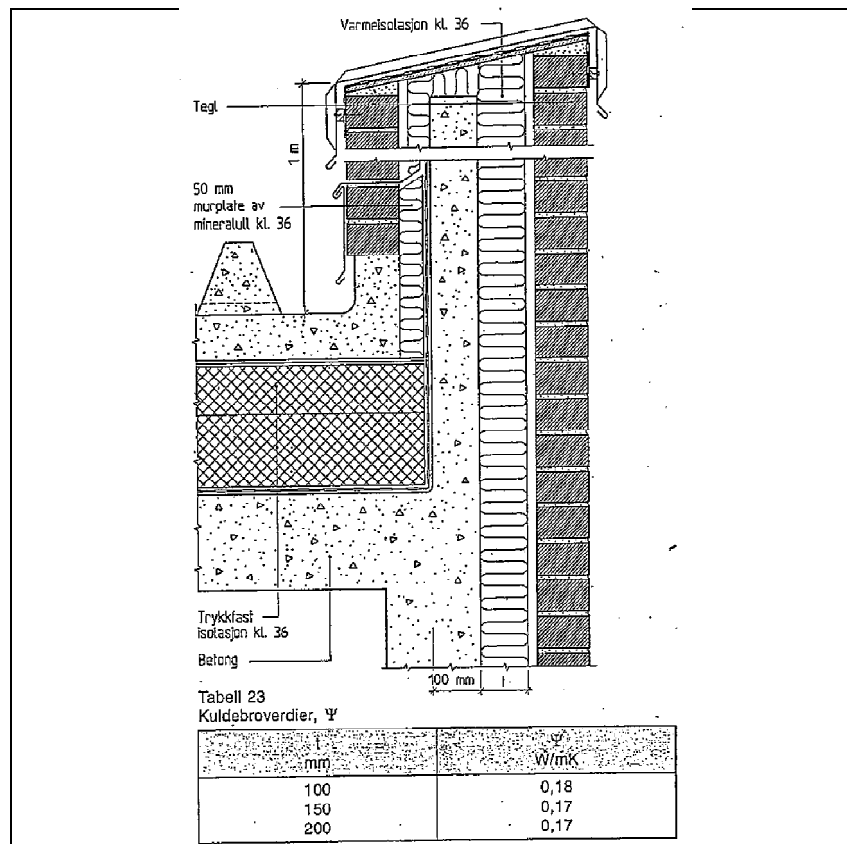 Varmeisolasjon kl. 36
Tegl
1 m
50 mm
murplate av
mineralull kl. 36
Trykkfast
isolasjon kl. 36
Betong
100 mm
t
Tabell 23
Kuldebroverdier, Ψ
t Ψ
mm W/mK
100 0,18
150 0,17
200 0,17